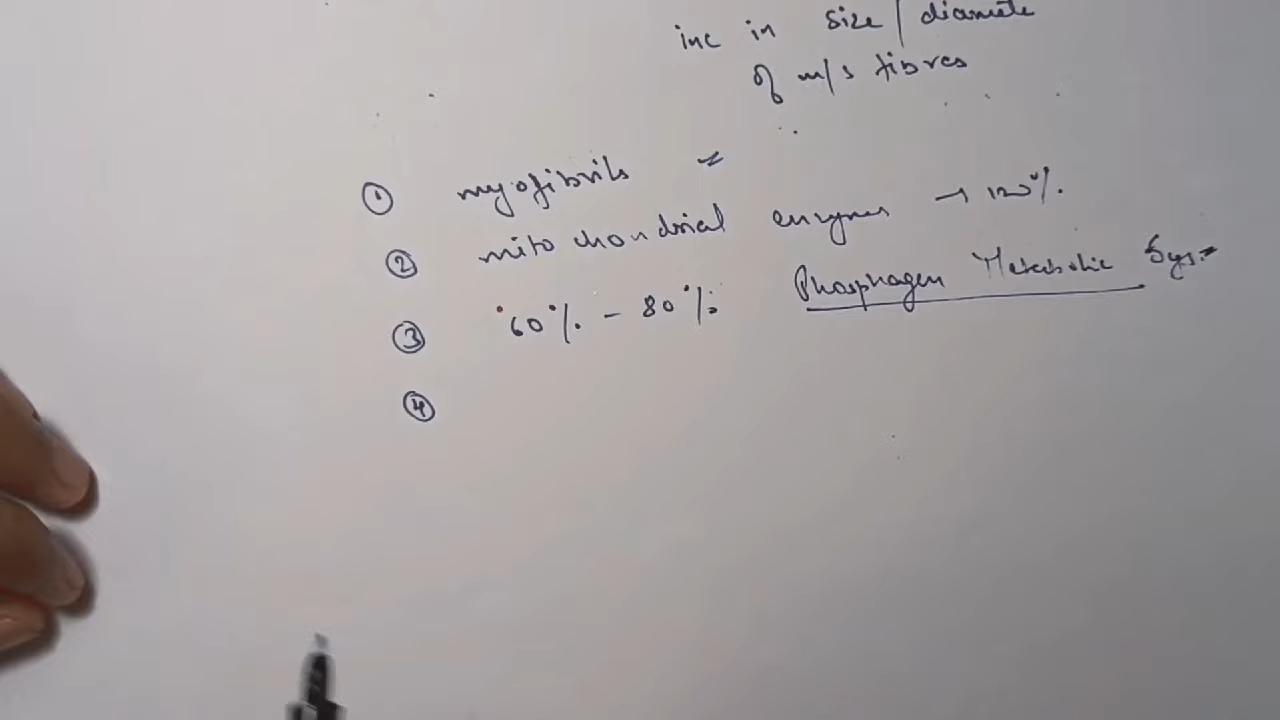 inc in size/diamete
of m/s fibres
① myofibrils
② mitochondrial enzymes → 120%.
③ 60% - 80% Phosphagen Metabolic Sys
④